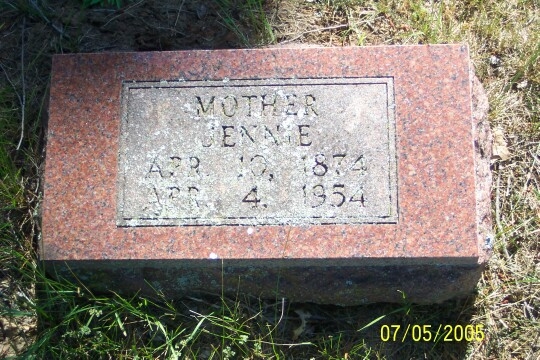 MOTHER
JENNIE
APR. 10, 1874
APR. 4, 1954
07/05/2005